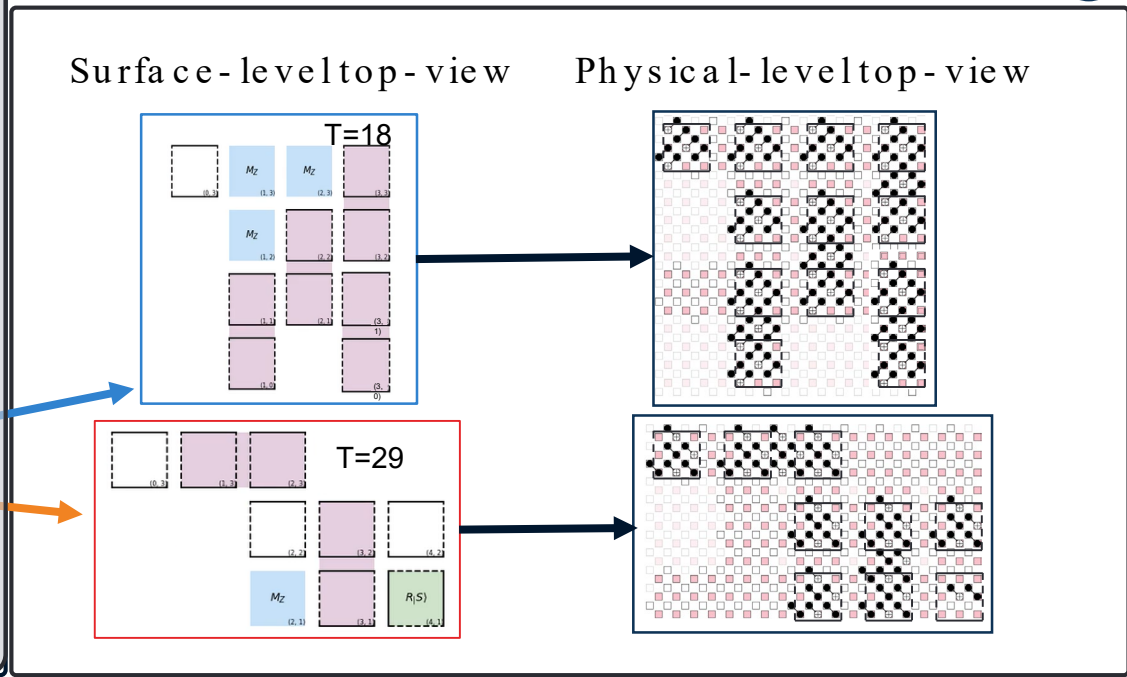 Surface-level top-view
Physical-level top-view
T=18
M_Z
M_Z
(0, 3)
(1, 3)
(2, 3)
(3, 3)
M_Z
(1, 2)
(2, 2)
(3, 2)
(1, 1)
(2, 1)
(3,
1)
(1, 0)
(3,
0)
T=29
(0, 3)
(1, 3)
(2, 3)
(2, 2)
(3, 2)
(4, 2)
M_Z
R|S⟩
(2, 1)
(3, 1)
(4, 1)